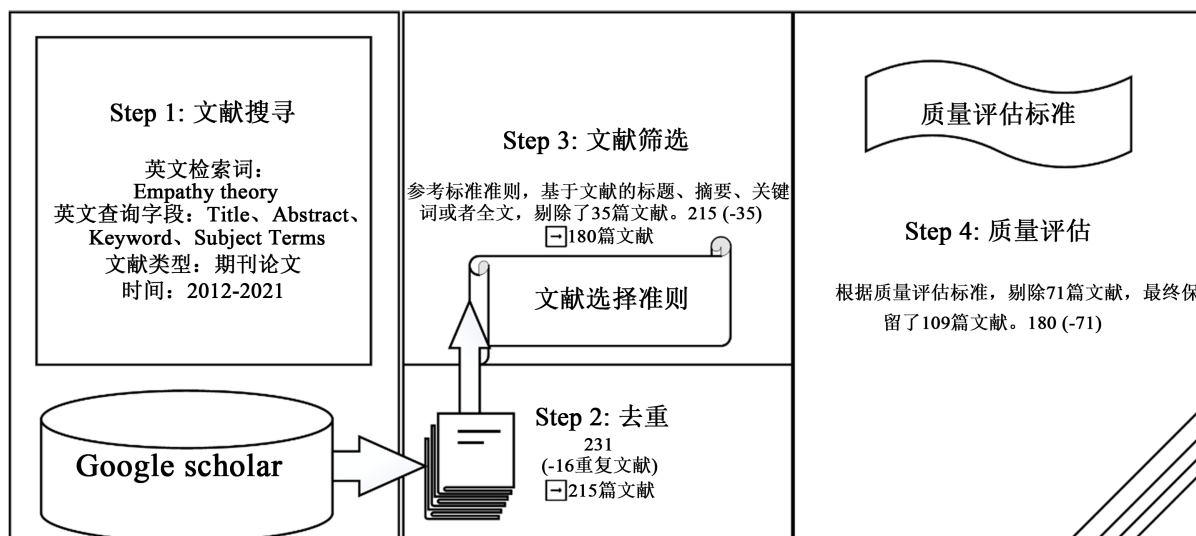 Step 1: 文献搜寻
英文检索词：
Empathy theory
英文查询字段：Title、Abstract、
Keyword、Subject Terms
文献类型：期刊论文
时间：2012-2021
Google scholar
Step 2: 去重
231
(-16重复文献)
→215篇文献
Step 3: 文献筛选
参考标准准则，基于文献的标题、摘要、关键
词或者全文，剔除了35篇文献。215 (-35)
→180篇文献
文献选择准则
质量评估标准
Step 4: 质量评估
根据质量评估标准，剔除71篇文献，最终保
留了109篇文献。180 (-71)